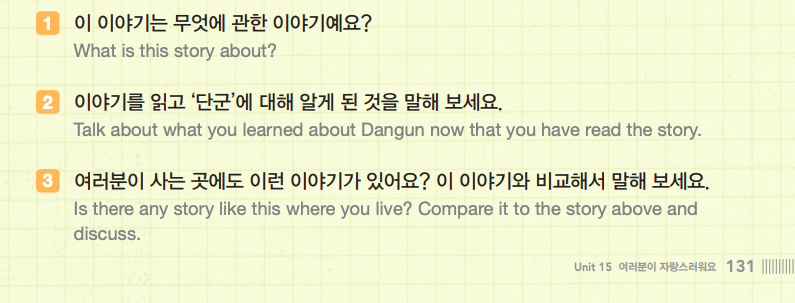 1 이 이야기는 무엇에 관한 이야기예요?
What is this story about?
2 이야기를 읽고 ‘단군’에 대해 알게 된 것을 말해 보세요.
Talk about what you learned about Dangun now that you have read the story.
3 여러분이 사는 곳에도 이런 이야기가 있어요? 이 이야기와 비교해서 말해 보세요.
Is there any story like this where you live? Compare it to the story above and
discuss.
Unit 15 여러분이 자랑스러워요 131